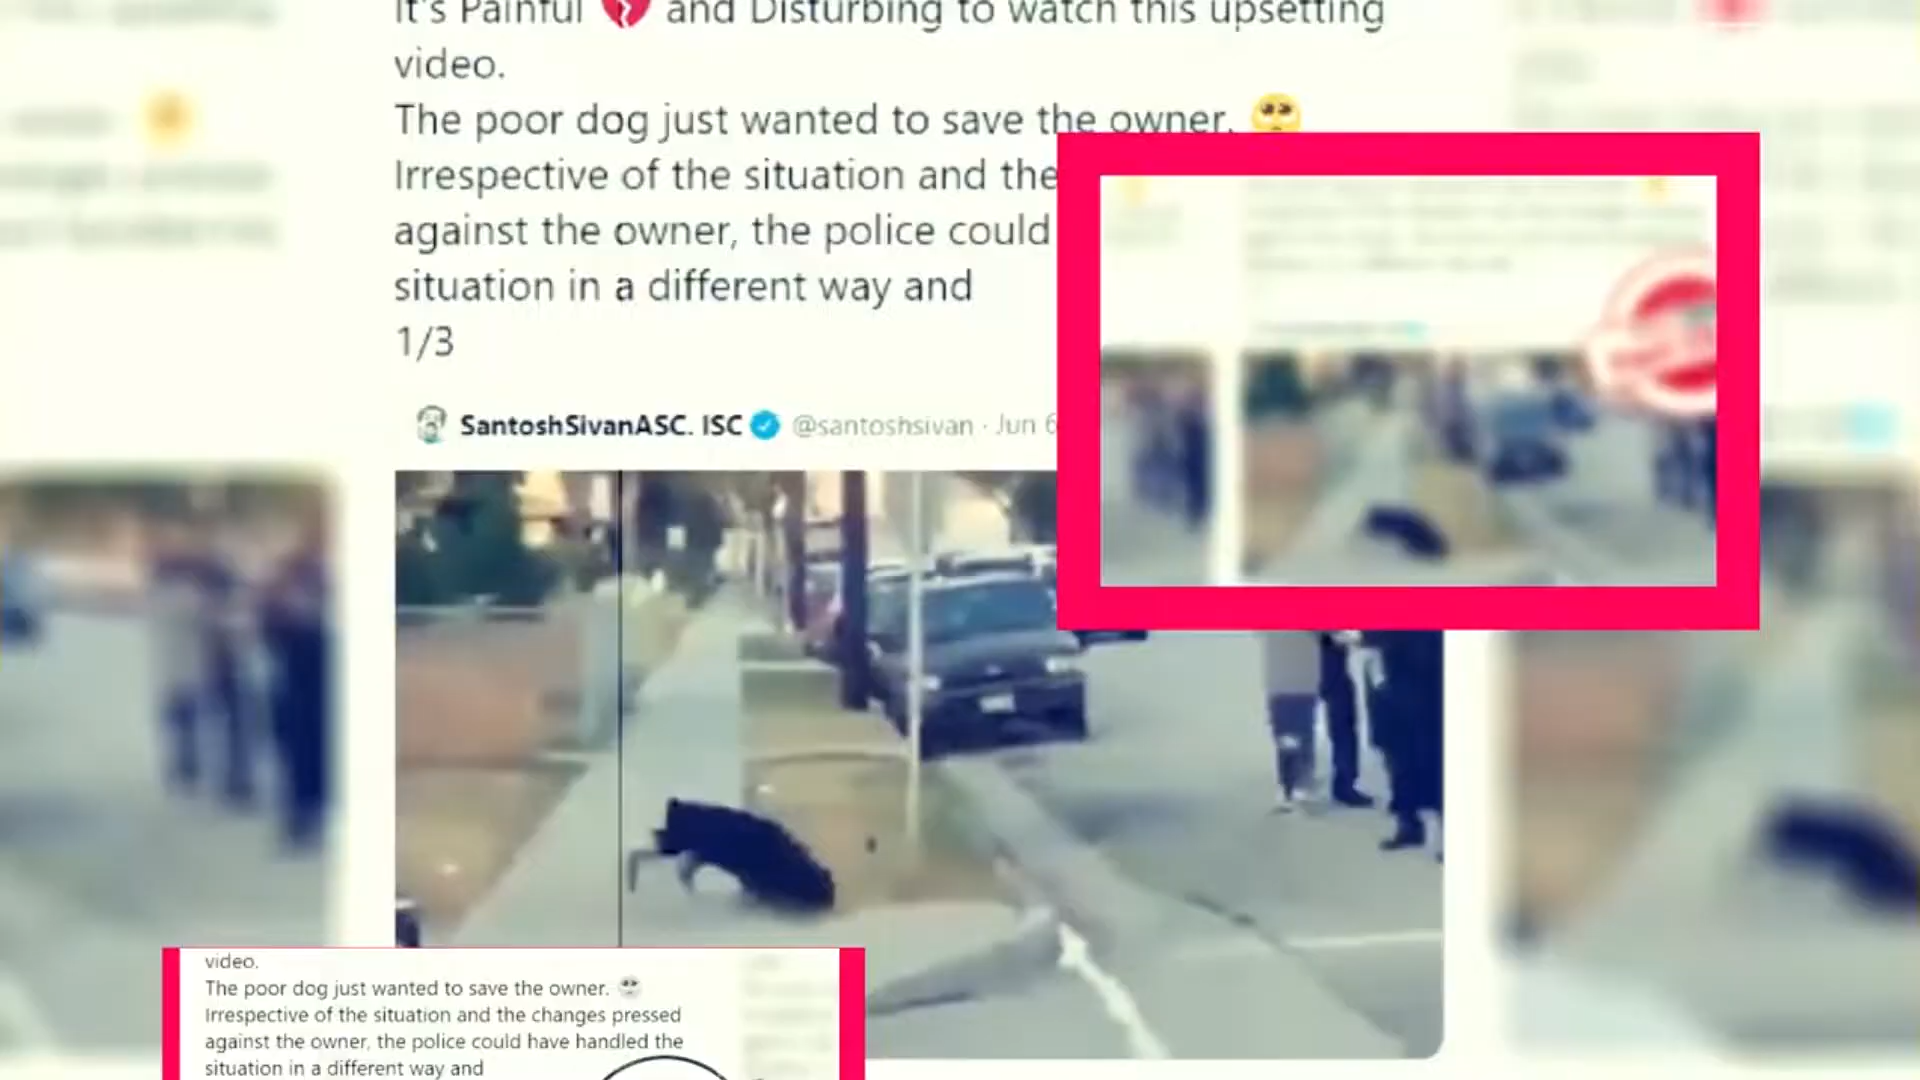 It's Painful 💔 and Disturbing to watch this upsetting
video.
The poor dog just wanted to save the owner. 🥺
Irrespective of the situation and the
against the owner, the police could
situation in a different way and
1/3
SantoshSivanASC. ISC @santoshsivan · Jun 6
video.
The poor dog just wanted to save the owner. 🥺
Irrespective of the situation and the changes pressed
against the owner, the police could have handled the
situation in a different way and